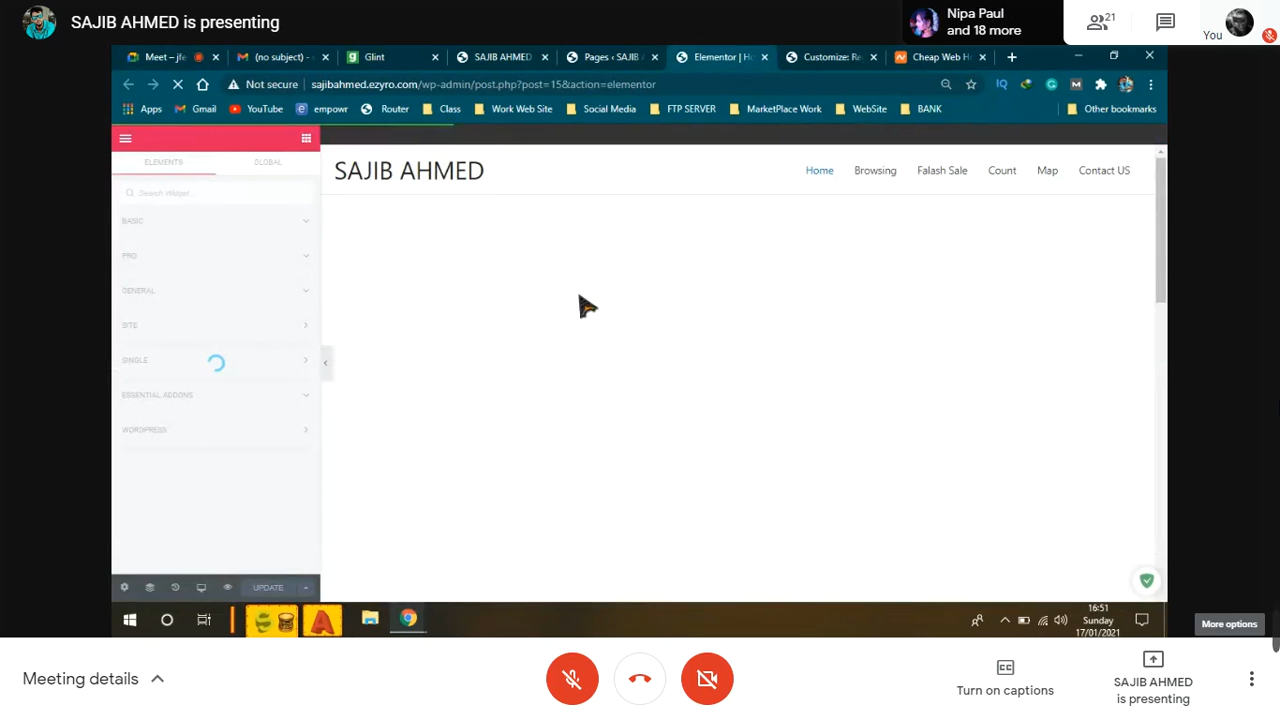 SAJIB AHMED is presenting
Nipa Paul
and 18 more
21
You
Meet – jfe
(no subject) -
Glint
SAJIB AHMED
Pages ‹ SAJIB A
Elementor | Ho
Customize: Re
Cheap Web H
Not secure
sajibahmed.ezyro.com/wp-admin/post.php?post=15&action=elementor
Apps
Gmail
YouTube
empowr
Router
Class
Work Web Site
Social Media
FTP SERVER
MarketPlace Work
WebSite
BANK
Other bookmarks
ELEMENTS
GLOBAL
Search Widget...
BASIC
PRO
GENERAL
SITE
SINGLE
ESSENTIAL ADDONS
WORDPRESS
UPDATE
SAJIB AHMED
Home
Browsing
Falash Sale
Count
Map
Contact US
16:51
Sunday
17/01/2021
More options
Meeting details
Turn on captions
SAJIB AHMED
is presenting